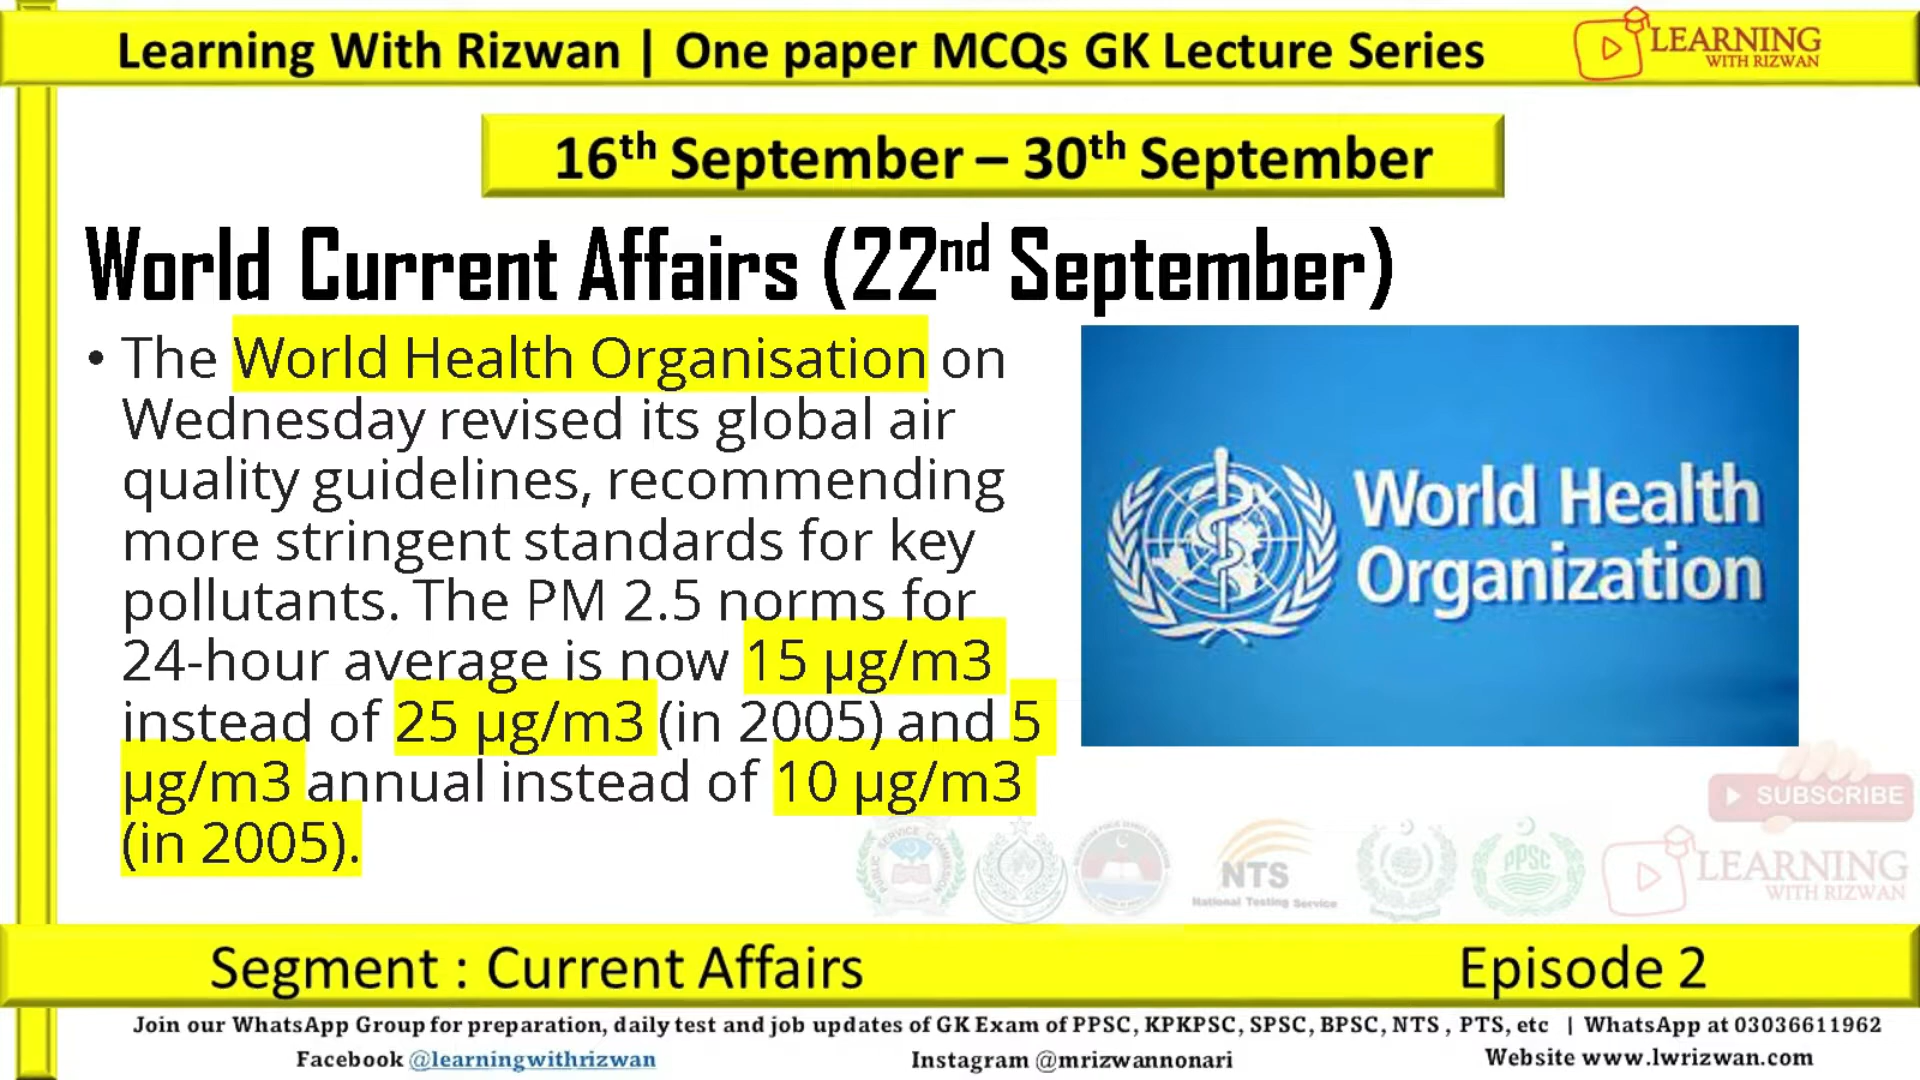 Learning With Rizwan | One paper MCQs GK Lecture Series
LEARNING
WITH RIZWAN
16th September – 30th September
World Current Affairs (22nd September)
• The World Health Organisation on
Wednesday revised its global air
quality guidelines, recommending
more stringent standards for key
pollutants. The PM 2.5 norms for
24-hour average is now 15 µg/m3
instead of 25 µg/m3 (in 2005) and 5
µg/m3 annual instead of 10 µg/m3
(in 2005).
World Health
Organization
SUBSCRIBE
NTS
National Testing Service
PPSC
LEARNING
WITH RIZWAN
Segment : Current Affairs
Episode 2
Join our WhatsApp Group for preparation, daily test and job updates of GK Exam of PPSC, KPKPSC, SPSC, BPSC, NTS , PTS, etc | WhatsApp at 03036611962
Facebook @learningwithrizwan
Instagram @mrizwannonari
Website www.lwrizwan.com